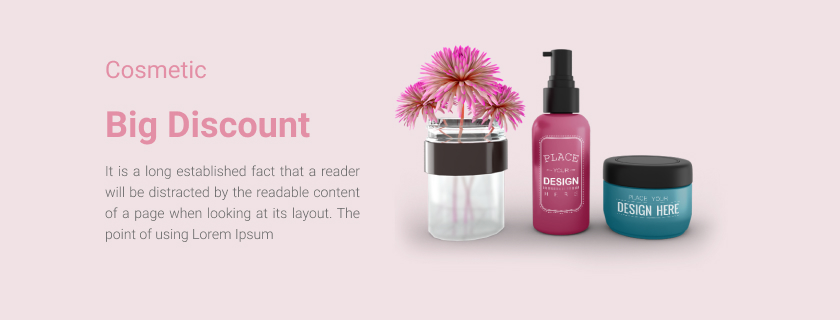 Cosmetic
Big Discount
It is a long established fact that a reader
will be distracted by the readable content
of a page when looking at its layout. The
point of using Lorem Ipsum
PLACE
YOUR
DESIGN
HERE
PLACE YOUR
DESIGN HERE